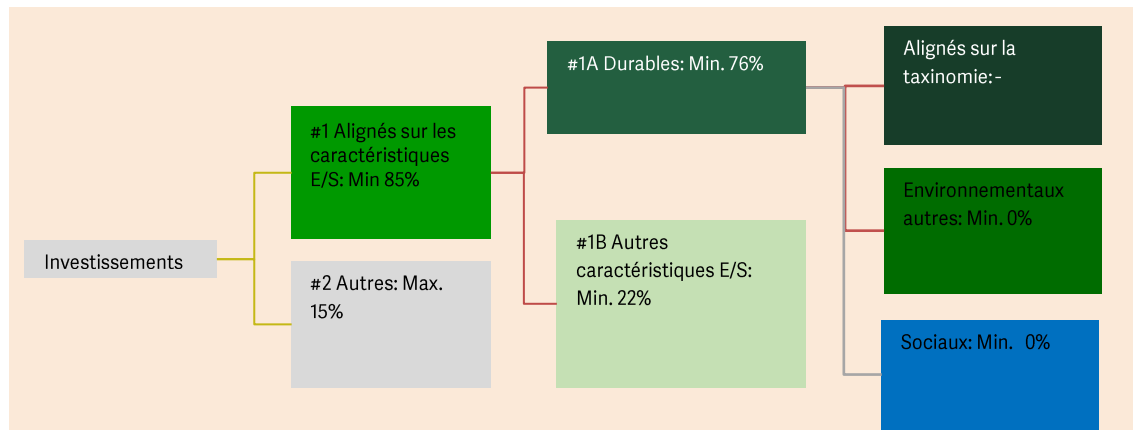 Investissements
#1 Alignés sur les
caractéristiques
E/S: Min 85%
#2 Autres: Max.
15%
#1A Durables: Min. 76%
#1B Autres
caractéristiques E/S:
Min. 22%
Alignés sur la
taxinomie:-
Environnementaux
autres: Min. 0%
Sociaux: Min. 0%